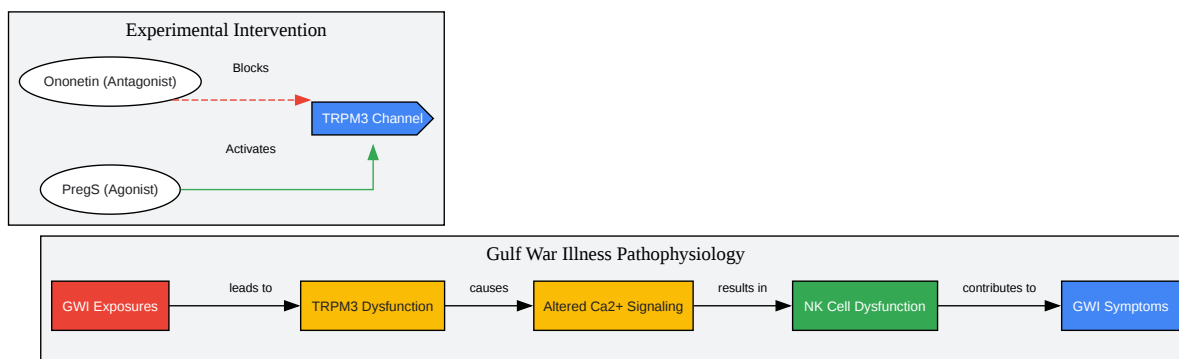 Experimental Intervention
Ononetin (Antagonist)
Blocks
TRPM3 Channel
Activates
PregS (Agonist)
Gulf War Illness Pathophysiology
GWI Exposures
leads to
TRPM3 Dysfunction
causes
Altered Ca2+ Signaling
results in
NK Cell Dysfunction
contributes to
GWI Symptoms